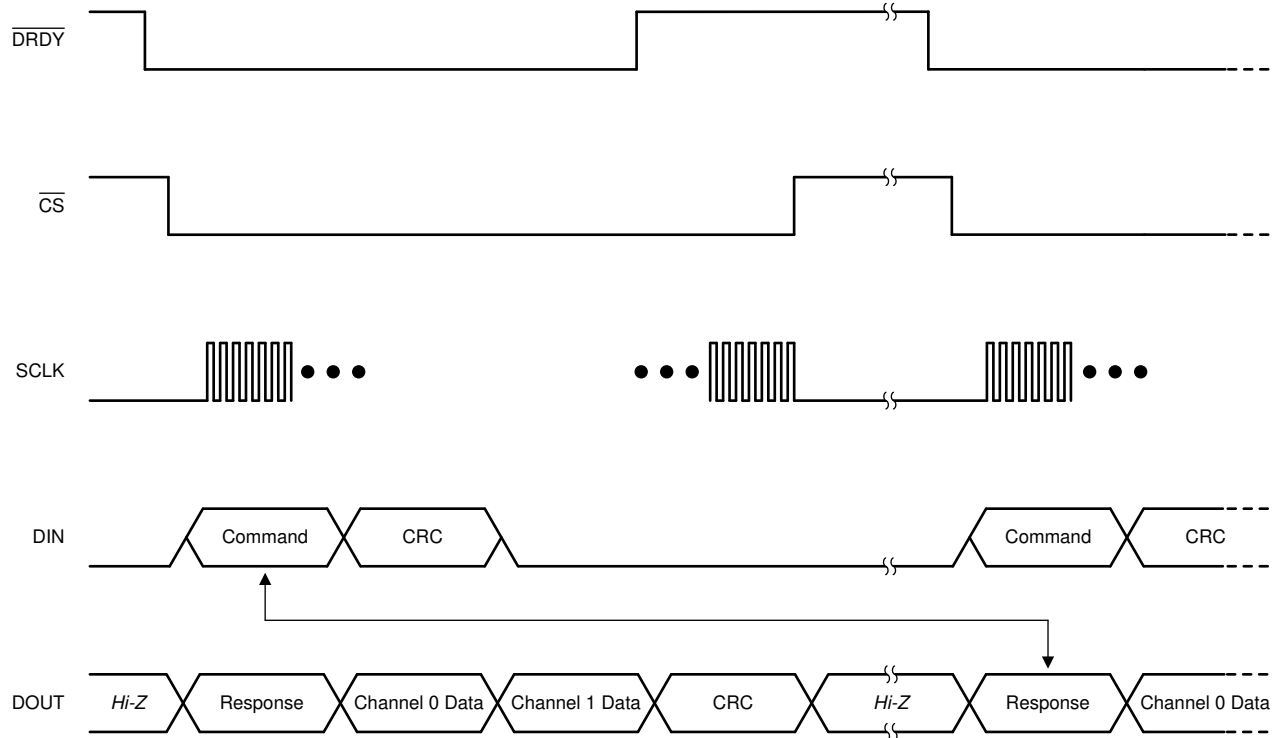 DRDY
CS
SCLK
DIN Command CRC Command CRC
DOUT Hi-Z Response Channel 0 Data Channel 1 Data CRC Hi-Z Response Channel 0 Data